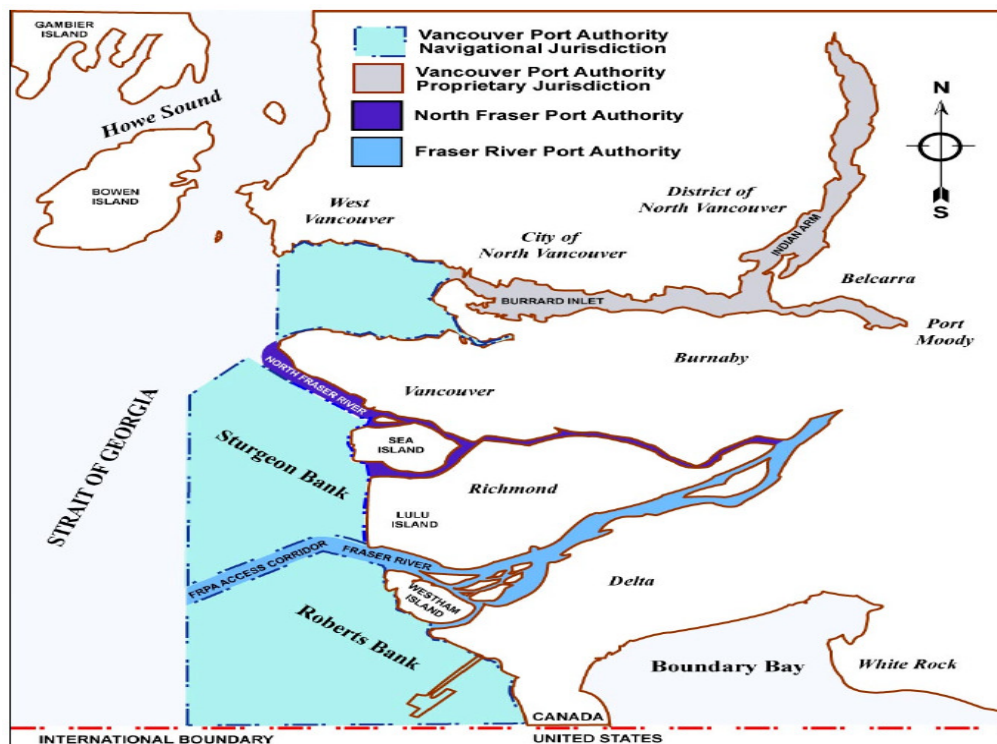 GAMBIER
ISLAND
Howe Sound
BOWEN
ISLAND
Vancouver Port Authority
Navigational Jurisdiction
Vancouver Port Authority
Proprietary Jurisdiction
North Fraser Port Authority
Fraser River Port Authority
N
S
West
Vancouver
District of
North Vancouver
City of
North Vancouver
INDIAN ARM
Belcarra
BURRARD INLET
Port
Moody
Burnaby
NORTH FRASER RIVER
Vancouver
STRAIT OF GEORGIA
Sturgeon Bank
SEA
ISLAND
Richmond
LULU
ISLAND
FRPA ACCESS CORRIDOR
FRASER RIVER
WESTHAM
ISLAND
Delta
Roberts Bank
Boundary Bay
White Rock
CANADA
INTERNATIONAL BOUNDARY
UNITED STATES